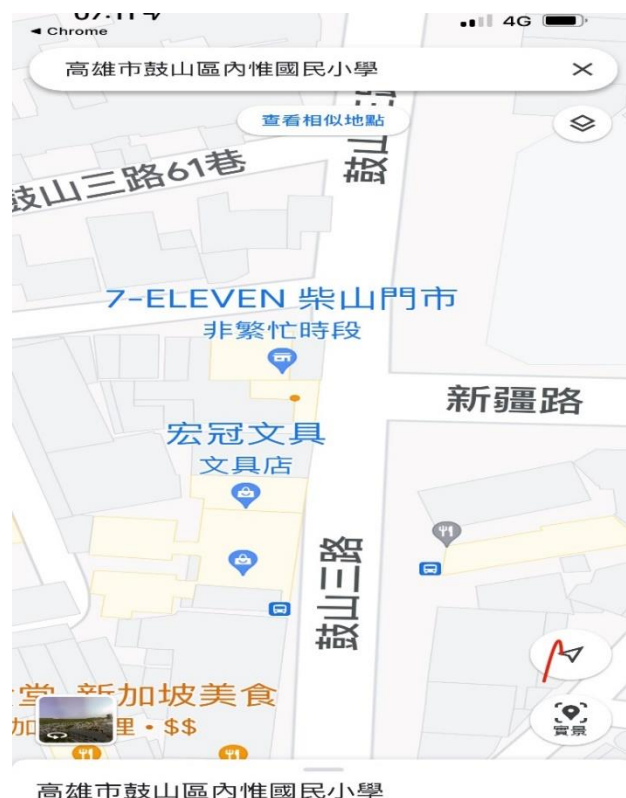 Chrome
4G
高雄市鼓山區內惟國民小學
查看相似地點
鼓山三路61巷
7-ELEVEN 柴山門市
非繁忙時段
新疆路
宏冠文具
文具店
鼓山三路
堂 新加坡美食
里・$$
實景
高雄市鼓山區內惟國民小學